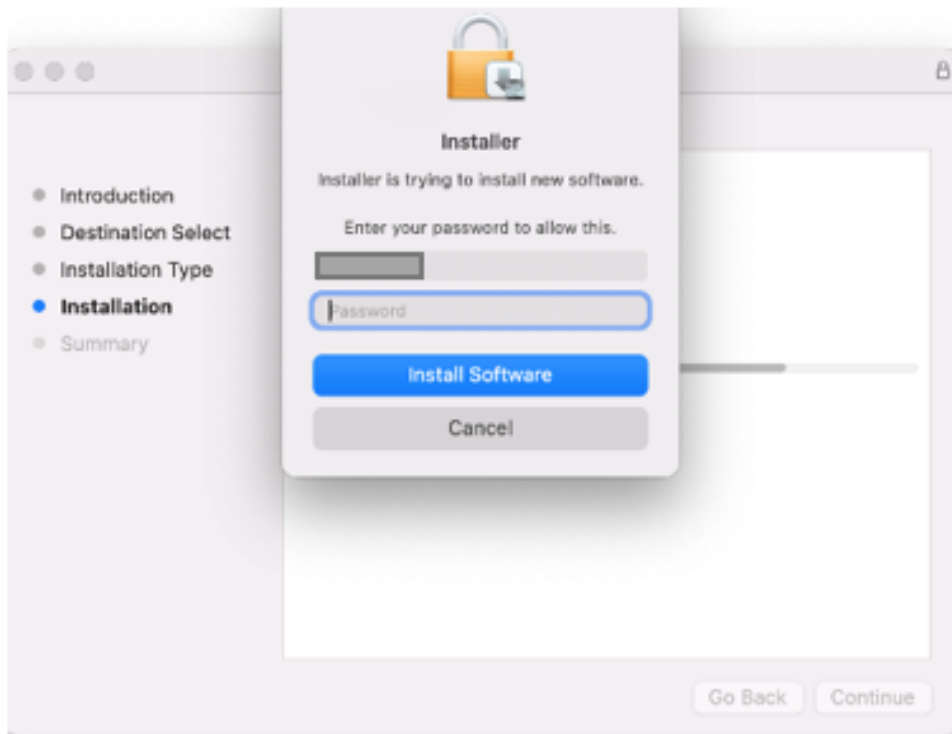 Installer
Installer is trying to install new software.
Enter your password to allow this.
Password
Install Software
Cancel
Introduction
Destination Select
Installation Type
Installation
Summary
Go Back
Continue